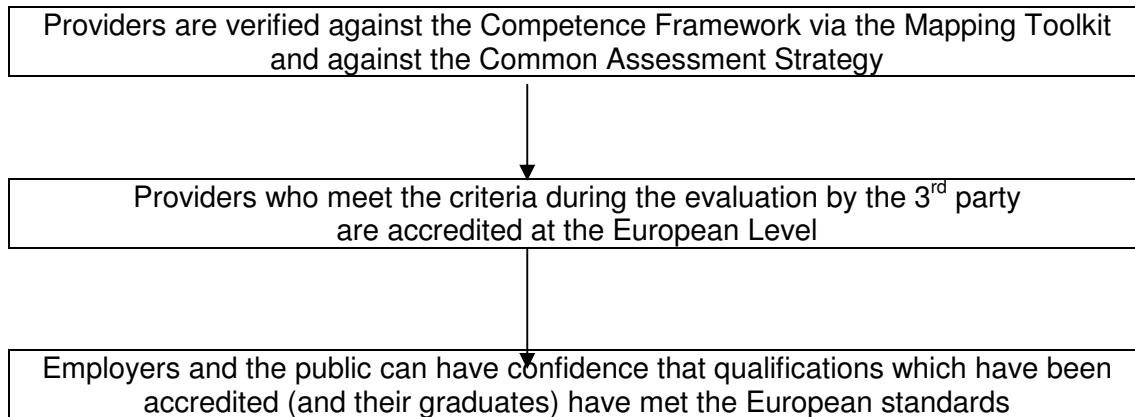 Providers are verified against the Competence Framework via the Mapping Toolkit
and against the Common Assessment Strategy
Providers who meet the criteria during the evaluation by the 3rd party
are accredited at the European Level
Employers and the public can have confidence that qualifications which have been
accredited (and their graduates) have met the European standards